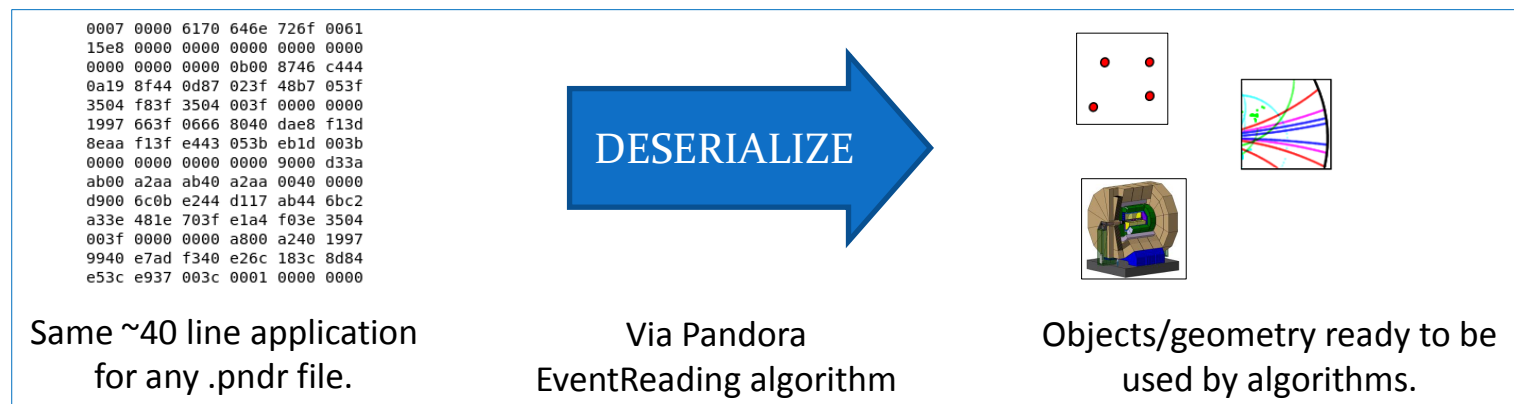 0007 0000 6170 646e 726f 0061
15e8 0000 0000 0000 0000 0000
0000 0000 0000 0b00 8746 c444
0a19 8f44 0d87 023f 48b7 053f
3504 f83f 3504 003f 0000 0000
1997 663f 0666 8040 dae8 f13d
8eaa f13f e443 053b eb1d 003b
0000 0000 0000 0000 9000 d33a
ab00 a2aa ab40 a2aa 0040 0000
d900 6c0b e244 d117 ab44 6bc2
a33e 481e 703f e1a4 f03e 3504
003f 0000 0000 a800 a240 1997
9940 e7ad f340 e26c 183c 8d84
e53c e937 003c 0001 0000 0000
DESERIALIZE
Same ~40 line application
for any .pndr file.
Via Pandora
EventReading algorithm
Objects/geometry ready to be
used by algorithms.